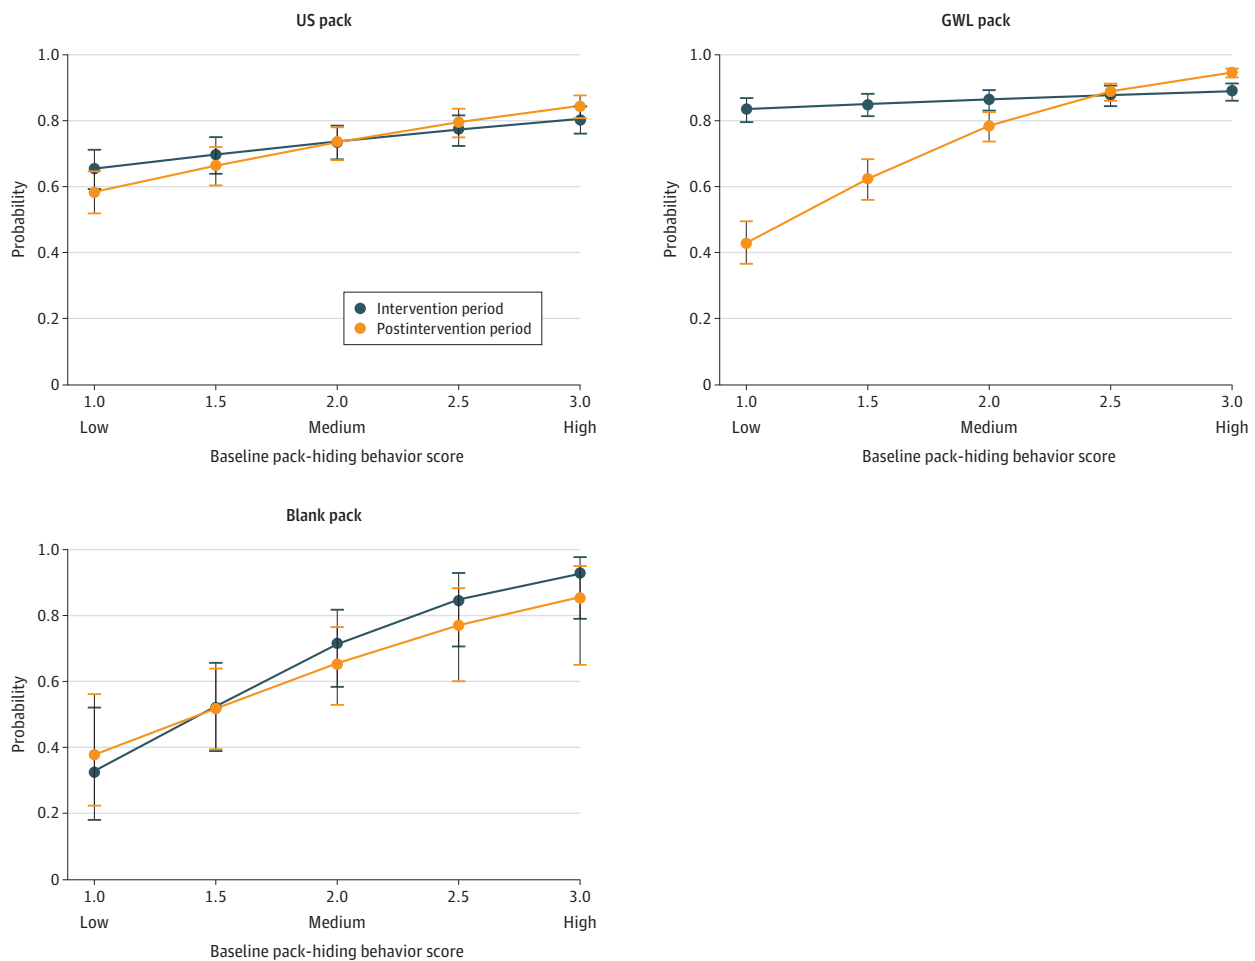 US pack
1.0
0.8
0.6
0.4
0.2
0
Probability
Intervention period
Postintervention period
1.0 1.5 2.0 2.5 3.0
Low Medium High
Baseline pack-hiding behavior score
GWL pack
1.0
0.8
0.6
0.4
0.2
0
Probability
1.0 1.5 2.0 2.5 3.0
Low Medium High
Baseline pack-hiding behavior score
Blank pack
1.0
0.8
0.6
0.4
0.2
0
Probability
1.0 1.5 2.0 2.5 3.0
Low Medium High
Baseline pack-hiding behavior score